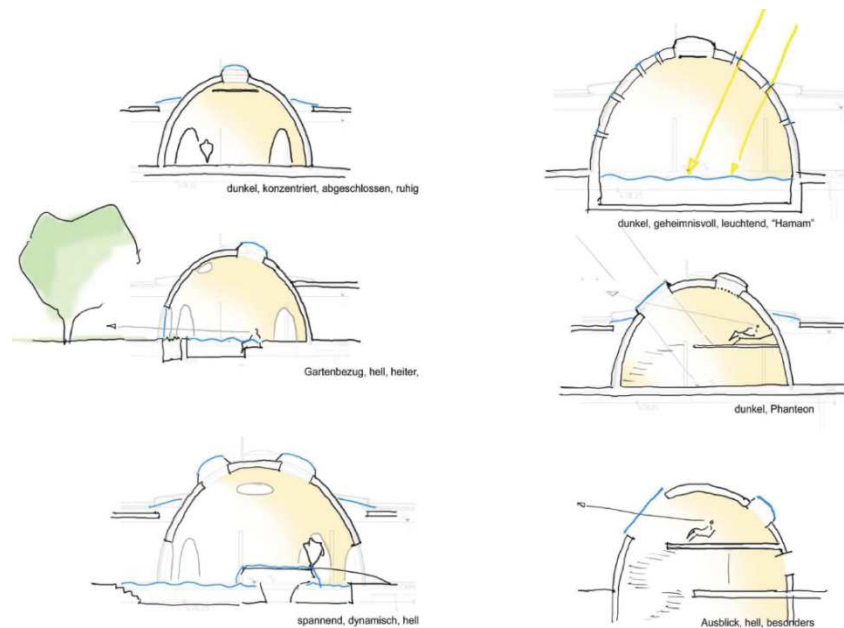 dunkel, konzentriert, abgeschlossen, ruhig
dunkel, geheimnisvoll, leuchtend, "Hamam"
Gartenbezug, hell, heiter,
dunkel, Phanteon
spannend, dynamisch, hell
Ausblick, hell, besonders